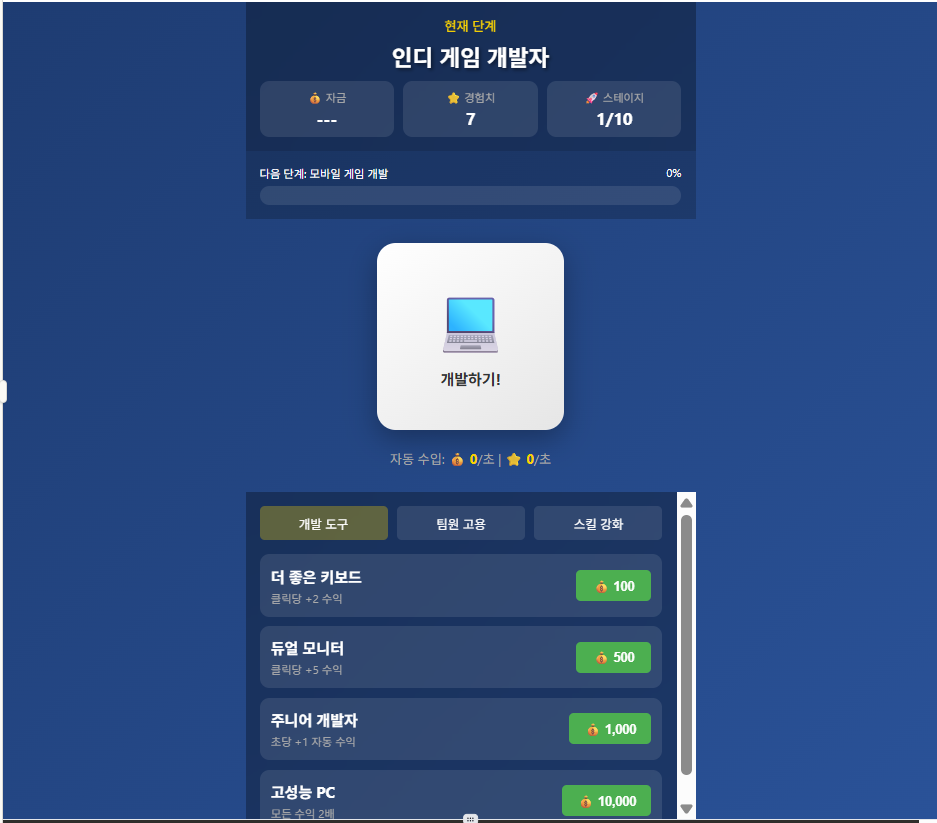 현재 단계
인디 게임 개발자
💰 자금
---
⭐ 경험치
7
🚀 스테이지
1/10
다음 단계: 모바일 게임 개발 0%
개발하기!
자동 수입: 💰 0/초 | ⭐ 0/초
개발 도구 팀원 고용 스킬 강화
더 좋은 키보드
클릭당 +2 수익
💰 100
듀얼 모니터
클릭당 +5 수익
💰 500
주니어 개발자
초당 +1 자동 수익
💰 1,000
고성능 PC
모든 수익 2배
💰 10,000